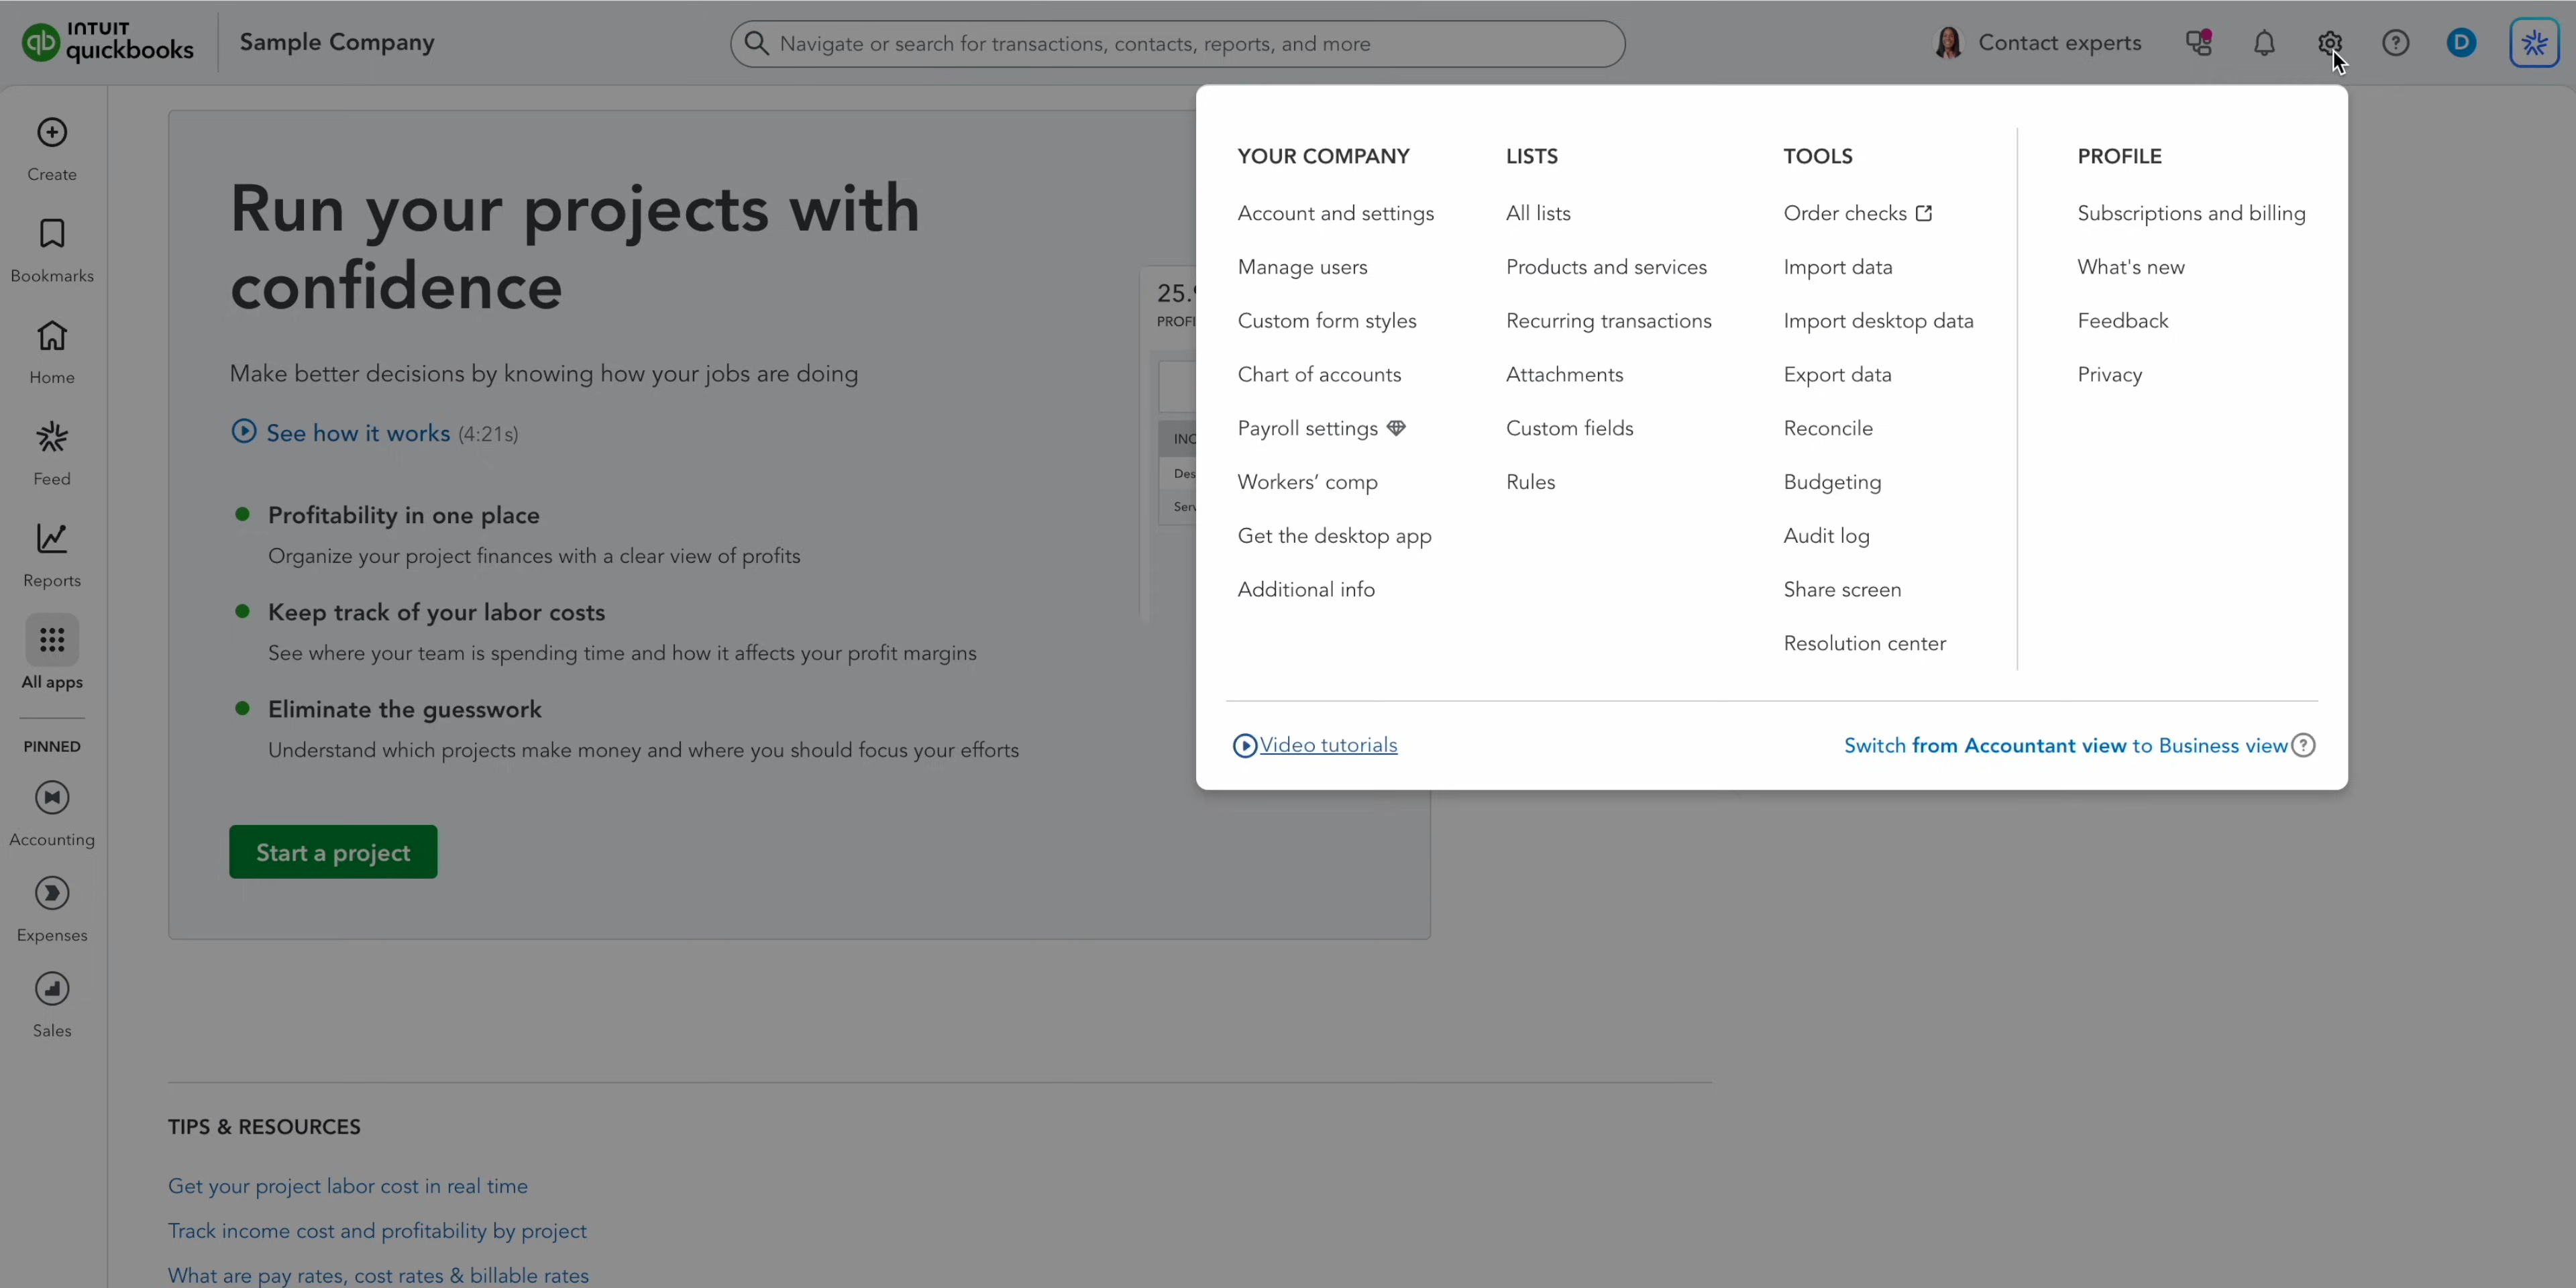 INTUIT
quickbooks
Sample Company
Navigate or search for transactions, contacts, reports, and more
Contact experts
D
Create
Bookmarks
Home
Feed
Reports
All apps
PINNED
Accounting
Expenses
Sales
Run your projects with
confidence
Make better decisions by knowing how your jobs are doing
See how it works (4:21s)
Profitability in one place
Organize your project finances with a clear view of profits
Keep track of your labor costs
See where your team is spending time and how it affects your profit margins
Eliminate the guesswork
Understand which projects make money and where you should focus your efforts
Start a project
YOUR COMPANY
Account and settings
Manage users
Custom form styles
Chart of accounts
Payroll settings
Workers’ comp
Get the desktop app
Additional info
LISTS
All lists
Products and services
Recurring transactions
Attachments
Custom fields
Rules
TOOLS
Order checks
Import data
Import desktop data
Export data
Reconcile
Budgeting
Audit log
Share screen
Resolution center
PROFILE
Subscriptions and billing
What's new
Feedback
Privacy
Video tutorials
Switch from Accountant view to Business view
TIPS & RESOURCES
Get your project labor cost in real time
Track income cost and profitability by project
What are pay rates, cost rates & billable rates